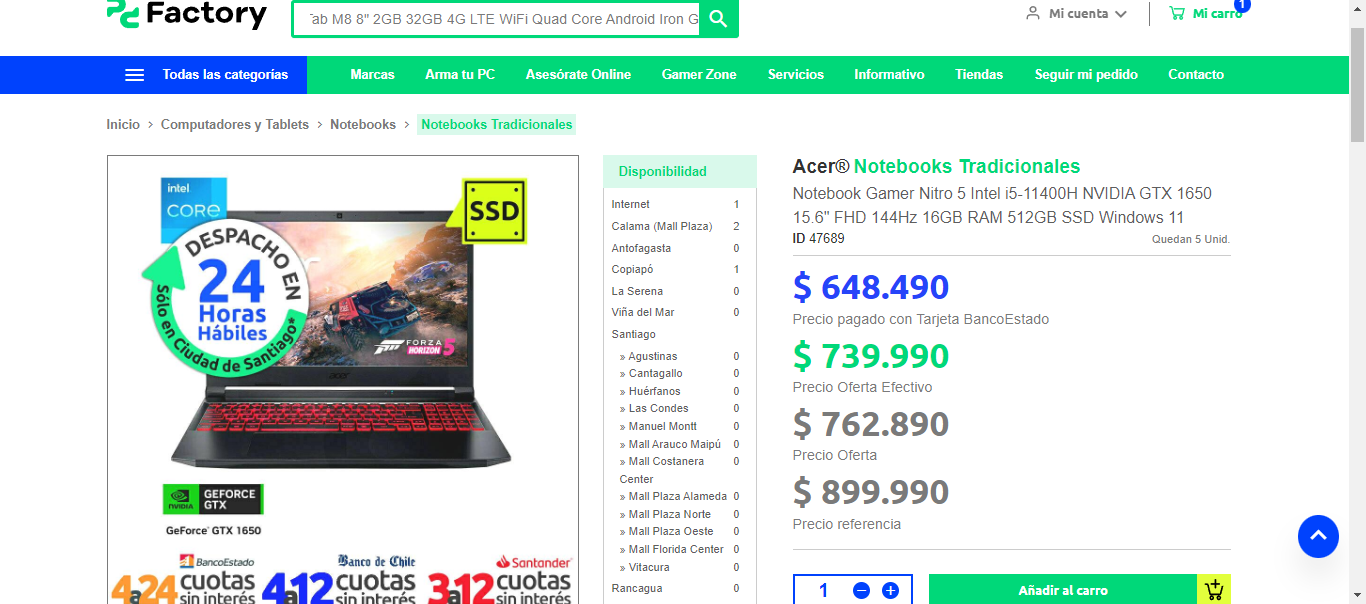 Factory
Tab M8 8" 2GB 32GB 4G LTE WiFi Quad Core Android Iron G
Mi cuenta
Mi carro
1
Todas las categorías
Marcas
Arma tu PC
Asesórate Online
Gamer Zone
Servicios
Informativo
Tiendas
Seguir mi pedido
Contacto
Inicio > Computadores y Tablets > Notebooks > Notebooks Tradicionales
intel
CORE
SSD
DESPACHO EN
24
Horas
Hábiles
Sólo en Ciudad de Santiago*
FORZA
HORIZON 5
acer
NVIDIA
GEFORCE
GTX
GeForce® GTX 1650
BancoEstado
4a24 cuotas
sin interés
Banco de Chile
4a12 cuotas
sin interés
Santander
3a12 cuotas
sin interés
Disponibilidad
Internet 1
Calama (Mall Plaza) 2
Antofagasta 0
Copiapó 1
La Serena 0
Viña del Mar 0
Santiago
» Agustinas 0
» Cantagallo 0
» Huérfanos 0
» Las Condes 0
» Manuel Montt 0
» Mall Arauco Maipú 0
» Mall Costanera 0
Center
» Mall Plaza Alameda 0
» Mall Plaza Norte 0
» Mall Plaza Oeste 0
» Mall Florida Center 0
» Vitacura 0
Rancagua 0
Acer® Notebooks Tradicionales
Notebook Gamer Nitro 5 Intel i5-11400H NVIDIA GTX 1650
15.6" FHD 144Hz 16GB RAM 512GB SSD Windows 11
ID 47689
Quedan 5 Unid.
$ 648.490
Precio pagado con Tarjeta BancoEstado
$ 739.990
Precio Oferta Efectivo
$ 762.890
Precio Oferta
$ 899.990
Precio referencia
1
Añadir al carro